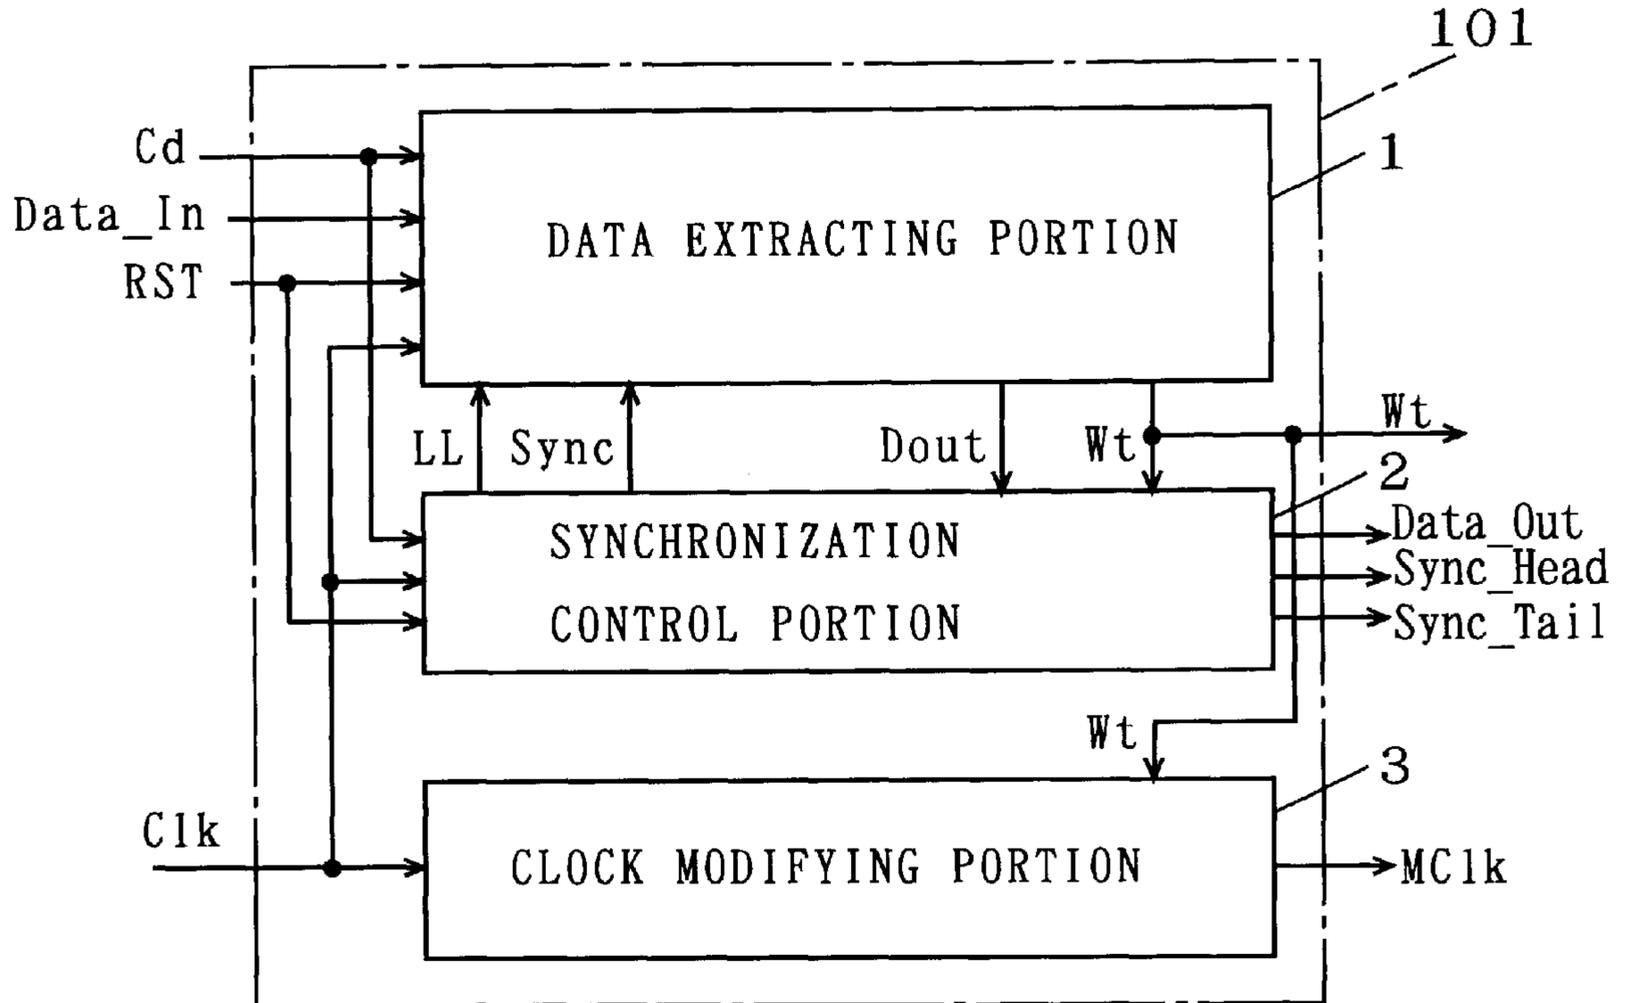 101
Cd
1
Data_In
DATA EXTRACTING PORTION
RST
Wt
LL
Sync
Dout
Wt
2
Data_Out
SYNCHRONIZATION
Sync_Head
CONTROL PORTION
Sync_Tail
Wt
3
Clk
CLOCK MODIFYING PORTION
MClk